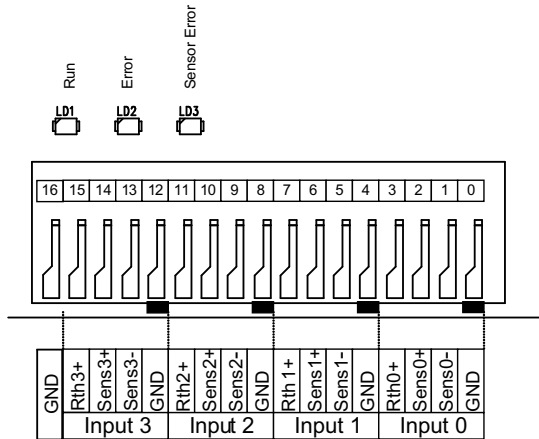 Run Error Sensor Error
LD1 LD2 LD3
16 15 14 13 12 11 10 9 8 7 6 5 4 3 2 1 0
GND Rth3+ Sens3+ Sens3- GND Rth2+ Sens2+ Sens2- GND Rth1+ Sens1+ Sens1- GND Rth0+ Sens0+ Sens0- GND
Input 3 Input 2 Input 1 Input 0